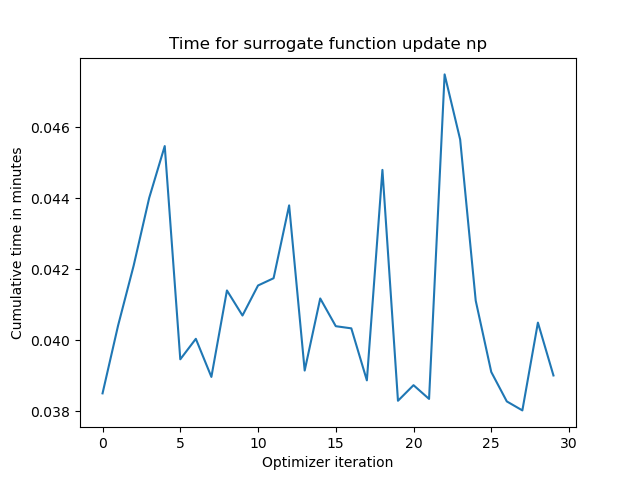 Time for surrogate function update np
Cumulative time in minutes
0.046
0.044
0.042
0.040
0.038
0 5 10 15 20 25 30
Optimizer iteration